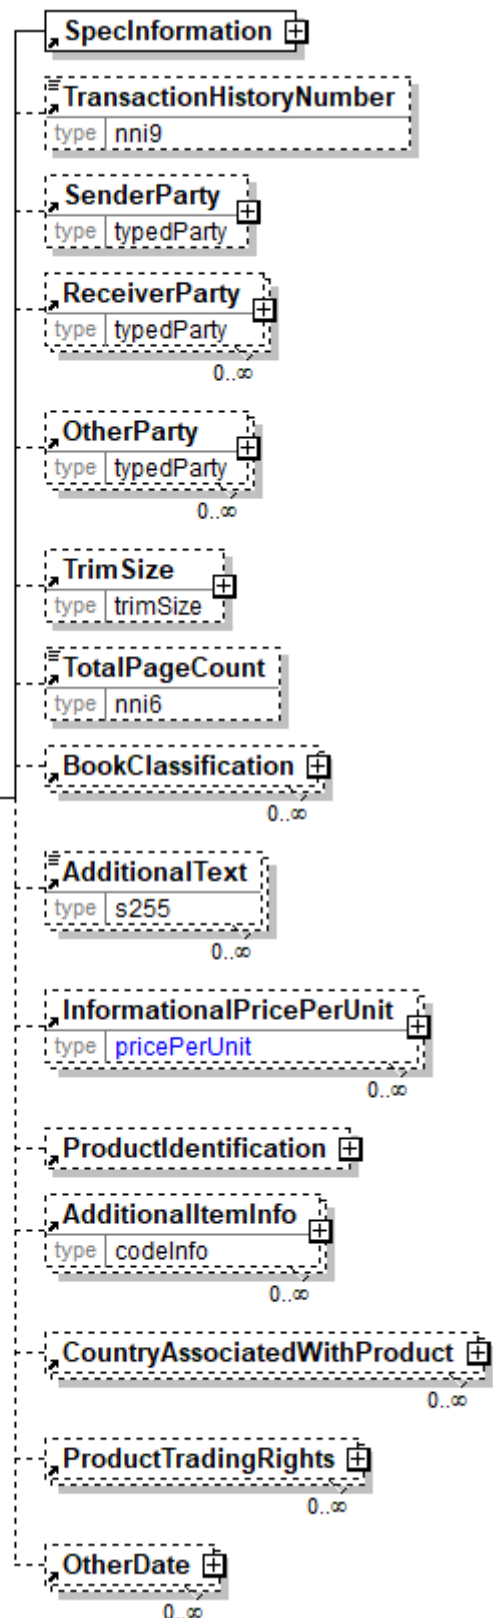 SpecInformation
TransactionHistoryNumber
type nni9
SenderParty
type typedParty
ReceiverParty
type typedParty
0..∞
OtherParty
type typedParty
0..∞
TrimSize
type trimSize
TotalPageCount
type nni6
BookClassification
0..∞
AdditionalText
type s255
0..∞
InformationalPricePerUnit
type pricePerUnit
0..∞
ProductIdentification
AdditionalItemInfo
type codeInfo
0..∞
CountryAssociatedWithProduct
0..∞
ProductTradingRights
0..∞
OtherDate
0..∞